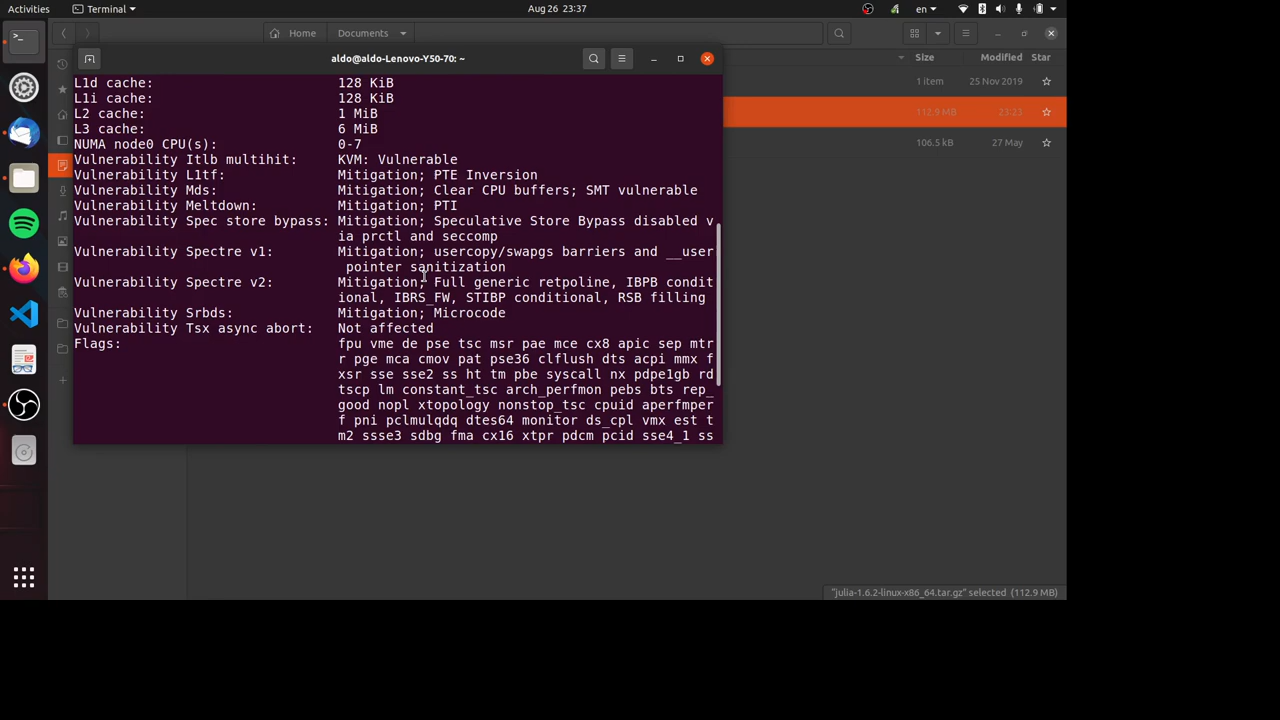 Activities
Terminal
Aug 26 23:37
en
Home
Documents
Size
Modified
Star
1 item
25 Nov 2019
112.9 MB
23:23
106.5 kB
27 May
aldo@aldo-Lenovo-Y50-70: ~
L1d cache: 128 KiB
L1i cache: 128 KiB
L2 cache: 1 MiB
L3 cache: 6 MiB
NUMA node0 CPU(s): 0-7
Vulnerability Itlb multihit: KVM: Vulnerable
Vulnerability L1tf: Mitigation; PTE Inversion
Vulnerability Mds: Mitigation; Clear CPU buffers; SMT vulnerable
Vulnerability Meltdown: Mitigation; PTI
Vulnerability Spec store bypass: Mitigation; Speculative Store Bypass disabled v
ia prctl and seccomp
Vulnerability Spectre v1: Mitigation; usercopy/swapgs barriers and __user
pointer sanitization
Vulnerability Spectre v2: Mitigation; Full generic retpoline, IBPB condit
ional, IBRS_FW, STIBP conditional, RSB filling
Vulnerability Srbds: Mitigation; Microcode
Vulnerability Tsx async abort: Not affected
Flags: fpu vme de pse tsc msr pae mce cx8 apic sep mtr
r pge mca cmov pat pse36 clflush dts acpi mmx f
xsr sse sse2 ss ht tm pbe syscall nx pdpe1gb rd
tscp lm constant_tsc arch_perfmon pebs bts rep_
good nopl xtopology nonstop_tsc cpuid aperfmper
f pni pclmulqdq dtes64 monitor ds_cpl vmx est t
m2 ssse3 sdbg fma cx16 xtpr pdcm pcid sse4_1 ss
"julia-1.6.2-linux-x86_64.tar.gz" selected (112.9 MB)